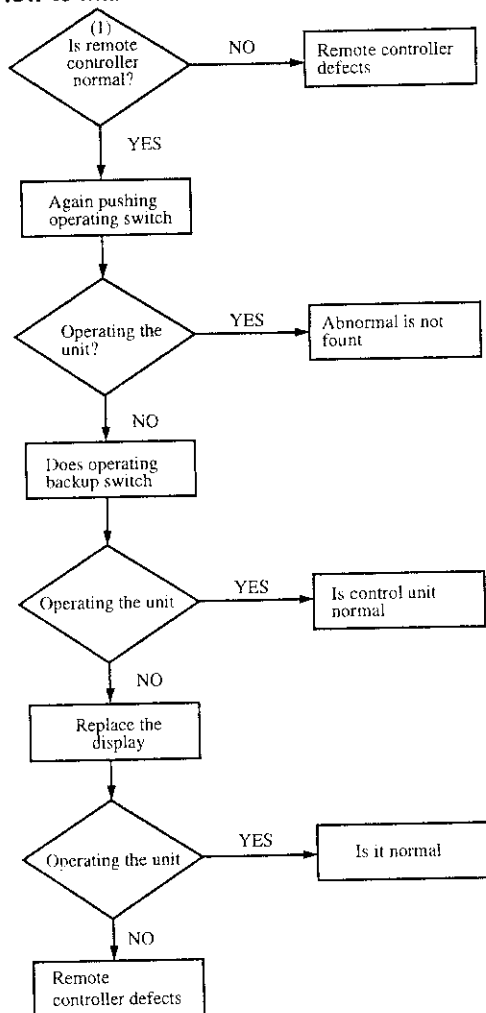 (1)
Is remote
controller
normal?
NO
Remote controller
defects
YES
Again pushing
operating switch
Operating the
unit?
YES
Abnormal is not
fount
NO
Does operating
backup switch
Operating the unit
YES
Is control unit
normal
NO
Replace the
display
Operating the unit
YES
Is it normal
NO
Remote
controller defects